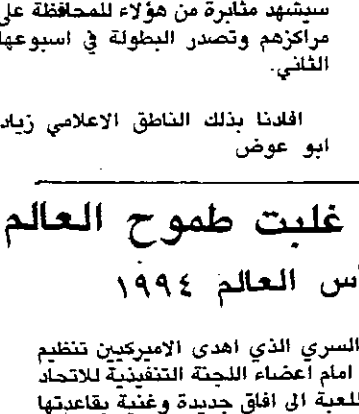 سيشهد مثابرة من هؤلاء للمحافظة على
مراكزهم وتصدر البطولة في اسبوعها
الثاني.
افادنا بذلك الناطق الاعلامي زياد
ابو عوض
غلبت طموح العالم
العالم ١٩٩٤
السري الذي اهدى الاميركيين تنظيم
امام اعضاء اللجنة التنفيذية للاتحاد
للعبة الى افاق جديدة وغنية بقاعدتها